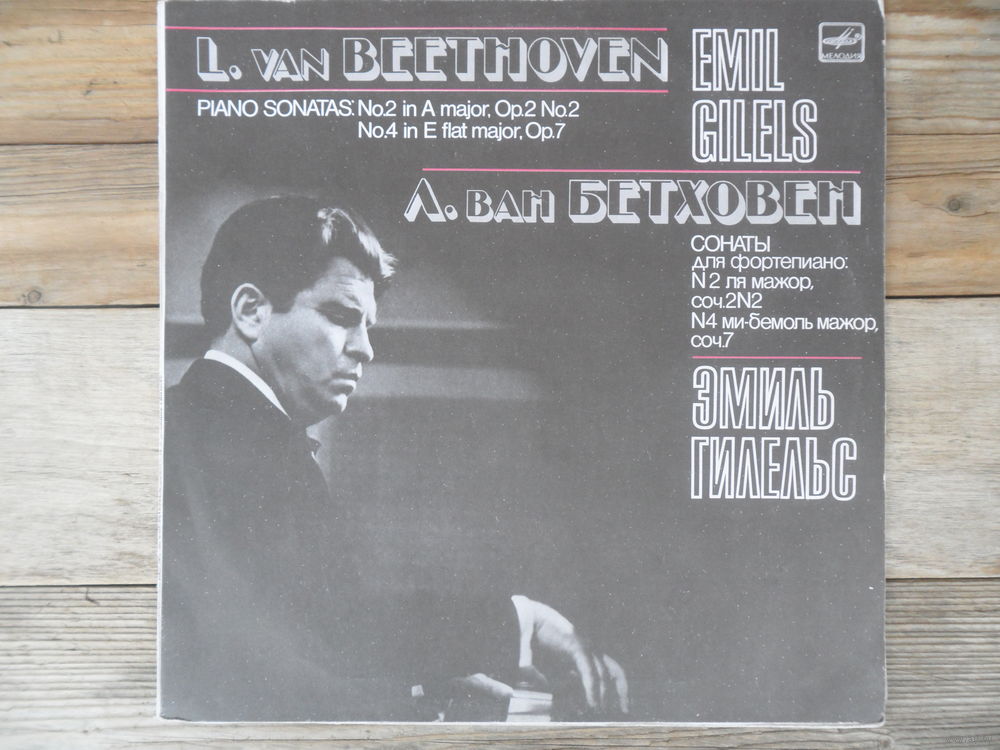 L. VAN BEETHOVEN
PIANO SONATAS: No.2 in A major, Op.2 No.2
No.4 in E flat major, Op.7
EMIL
GILELS
МЕЛОДИЯ
Л. ВАН БЕТХОВЕН
СОНАТЫ
для фортепиано:
N2 ля мажор,
соч.2N2
N4 ми-бемоль мажор,
соч.7
ЭМИЛЬ
ГИЛЕЛЬС